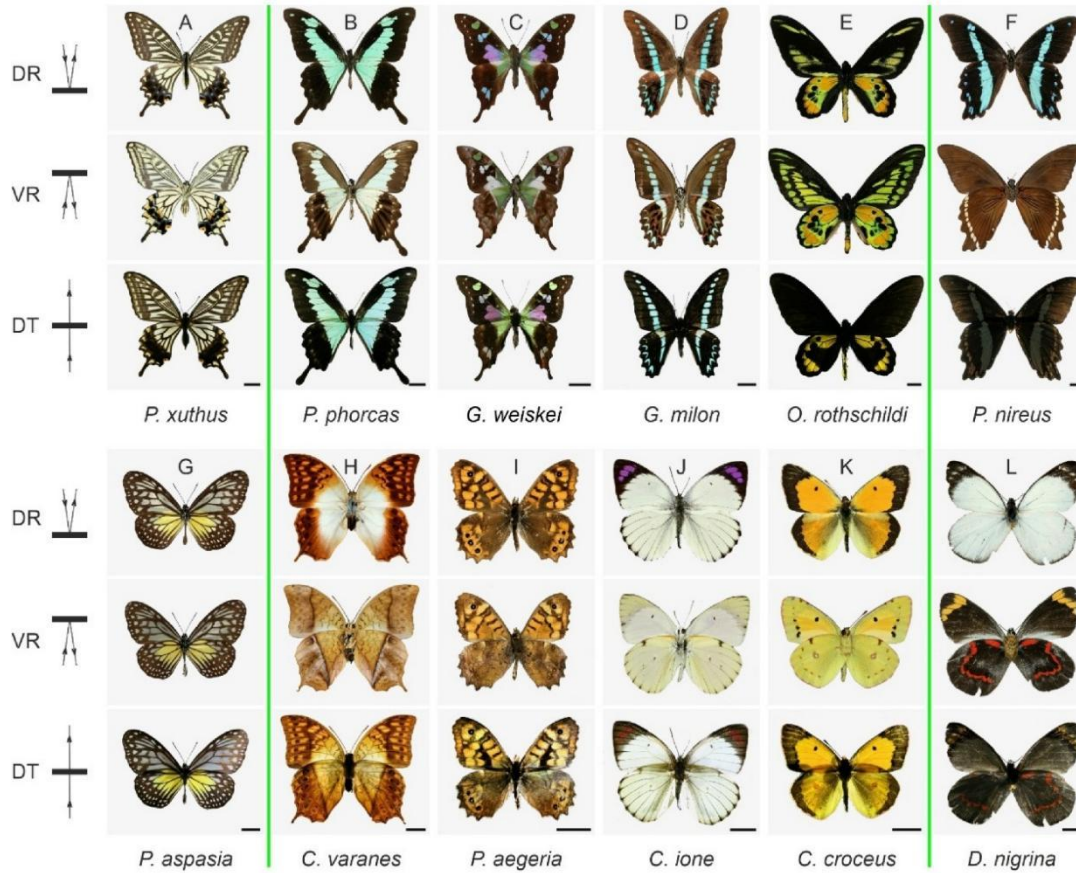 A B C D E F
DR
VR
DT
P. xuthus P. phorcas G. weiskei G. milon O. rothschildi P. nireus
G H I J K L
DR
VR
DT
P. aspasia C. varanes P. aegeria C. ione C. croceus D. nigrina